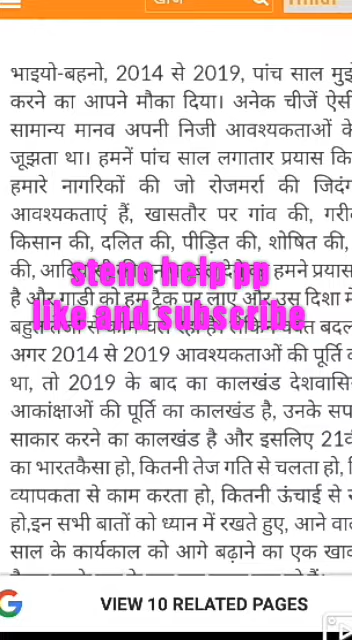 भाइयो-बहनो, 2014 से 2019, पांच साल मुझे
करने का आपने मौका दिया। अनेक चीजें ऐसी
सामान्य मानव अपनी निजी आवश्यकताओं के
जूझता था। हमनें पांच साल लगातार प्रयास कि
हमारे नागरिकों की जो रोजमर्रा की जिदंग
आवश्यकताएं हैं, खासतौर पर गांव की, गरी
किसान की, दलित की, पीड़ित की, शोषित की,
की, हमने प्रयास
steno help pp
है और गाड़ी को हम ट्रैक पर लाए और उस दिशा में
like and subscribe
बदल
अगर 2014 से 2019 आवश्यकताओं की पूर्ति व
था, तो 2019 के बाद का कालखंड देशवासि
आकांक्षाओं की पूर्ति का कालखंड है, उनके सप
साकार करने का कालखंड है और इसलिए 21व
का भारतकैसा हो, कितनी तेज गति से चलता हो,
व्यापकता से काम करता हो, कितनी ऊंचाई से
हो,इन सभी बातों को ध्यान में रखते हुए, आने वा
साल के कार्यकाल को आगे बढ़ाने का एक खा
VIEW 10 RELATED PAGES